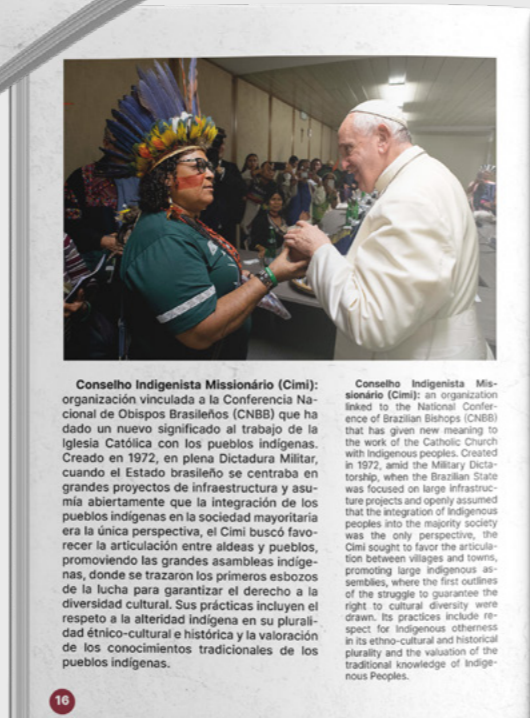 Conselho Indigenista Missionário (Cimi):
organización vinculada a la Conferencia Na-
cional de Obispos Brasileños (CNBB) que ha
dado un nuevo significado al trabajo de la
Iglesia Católica con los pueblos indígenas.
Creado en 1972, en plena Dictadura Militar,
cuando el Estado brasileño se centraba en
grandes proyectos de infraestructura y asu-
mía abiertamente que la integración de los
pueblos indígenas en la sociedad mayoritaria
era la única perspectiva, el Cimi buscó favo-
recer la articulación entre aldeas y pueblos,
promoviendo las grandes asambleas indíge-
nas, donde se trazaron los primeros esbozos
de la lucha para garantizar el derecho a la
diversidad cultural. Sus prácticas incluyen el
respeto a la alteridad indígena en su plurali-
dad étnico-cultural e histórica y la valoración
de los conocimientos tradicionales de los
pueblos indígenas.
Conselho Indigenista Mis-
sionário (Cimi): an organization
linked to the National Confer-
ence of Brazilian Bishops (CNBB)
that has given new meaning to
the work of the Catholic Church
with Indigenous peoples. Created
in 1972, amid the Military Dicta-
torship, when the Brazilian State
was focused on large infrastruc-
ture projects and openly assumed
that the integration of Indigenous
peoples into the majority society
was the only perspective, the
Cimi sought to favor the articula-
tion between villages and towns,
promoting large indigenous as-
semblies, where the first outlines
of the struggle to guarantee the
right to cultural diversity were
drawn. Its practices include re-
spect for Indigenous otherness
in its ethno-cultural and historical
plurality and the valuation of the
traditional knowledge of Indige-
nous Peoples.
16